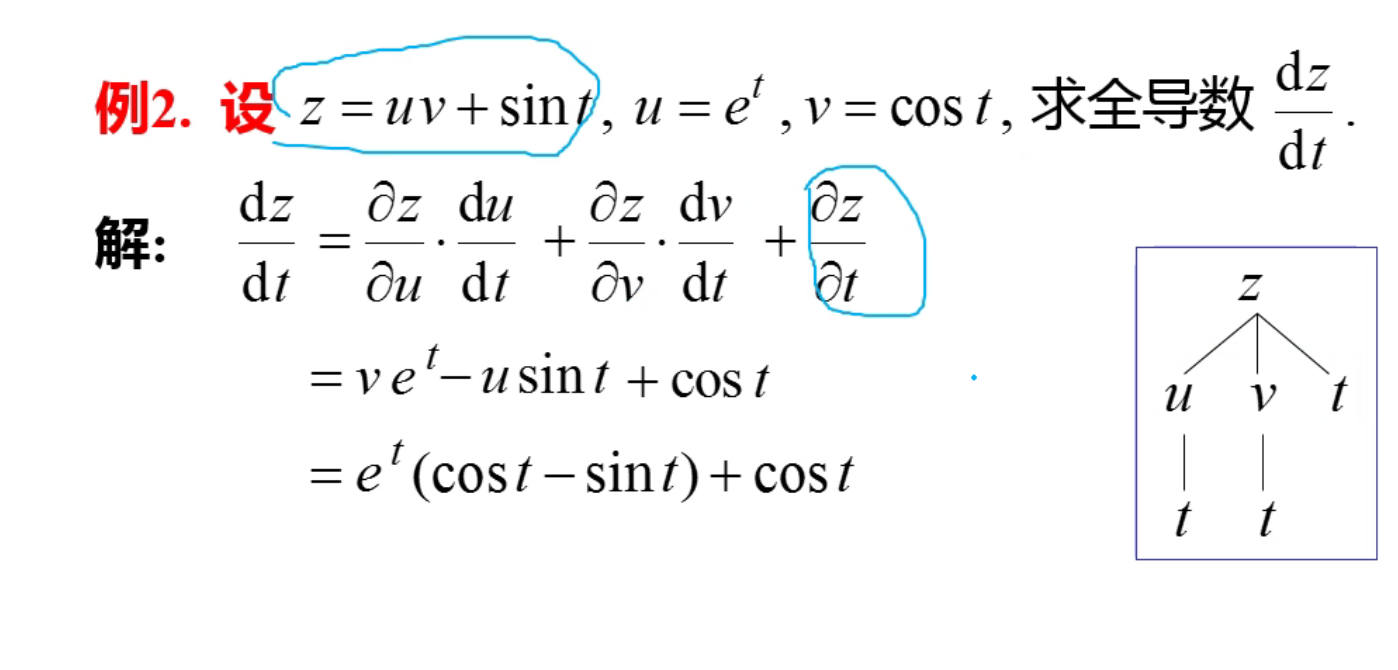 例2. 设 z = uv + sin t, u = e^t, v = cos t, 求全导数 dz/dt.
解: dz/dt = ∂z/∂u · du/dt + ∂z/∂v · dv/dt + ∂z/∂t
= v e^t − u sin t + cos t
= e^t (cos t − sin t) + cos t
z
u v t
t t